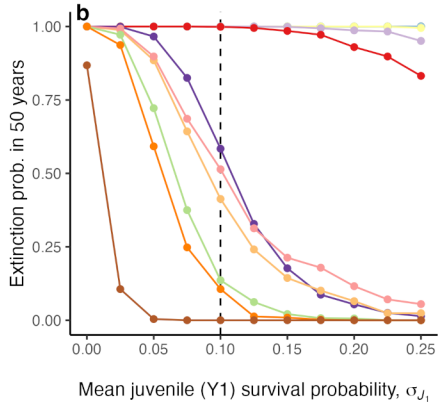 b
1.00
0.75
0.50
0.25
0.00
Extinction prob. in 50 years
0.00 0.05 0.10 0.15 0.20 0.25
Mean juvenile (Y1) survival probability, σ_J₁